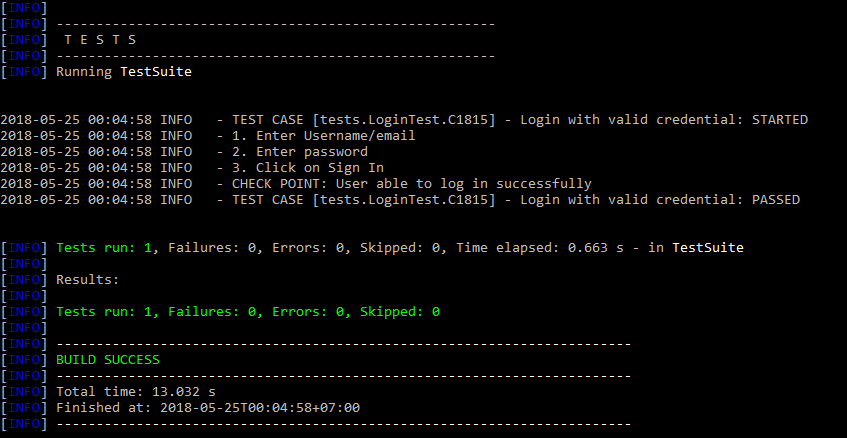 [INFO]
[INFO] -------------------------------------------------------
[INFO]  T E S T S
[INFO] -------------------------------------------------------
[INFO] Running TestSuite
2018-05-25 00:04:58 INFO   - TEST CASE [tests.LoginTest.C1815] - Login with valid credential: STARTED
2018-05-25 00:04:58 INFO   - 1. Enter Username/email
2018-05-25 00:04:58 INFO   - 2. Enter password
2018-05-25 00:04:58 INFO   - 3. Click on Sign In
2018-05-25 00:04:58 INFO   - CHECK POINT: User able to log in successfully
2018-05-25 00:04:58 INFO   - TEST CASE [tests.LoginTest.C1815] - Login with valid credential: PASSED
[INFO] Tests run: 1, Failures: 0, Errors: 0, Skipped: 0, Time elapsed: 0.663 s - in TestSuite
[INFO]
[INFO] Results:
[INFO]
[INFO] Tests run: 1, Failures: 0, Errors: 0, Skipped: 0
[INFO]
[INFO] ------------------------------------------------------------------------
[INFO] BUILD SUCCESS
[INFO] ------------------------------------------------------------------------
[INFO] Total time: 13.032 s
[INFO] Finished at: 2018-05-25T00:04:58+07:00
[INFO] ------------------------------------------------------------------------